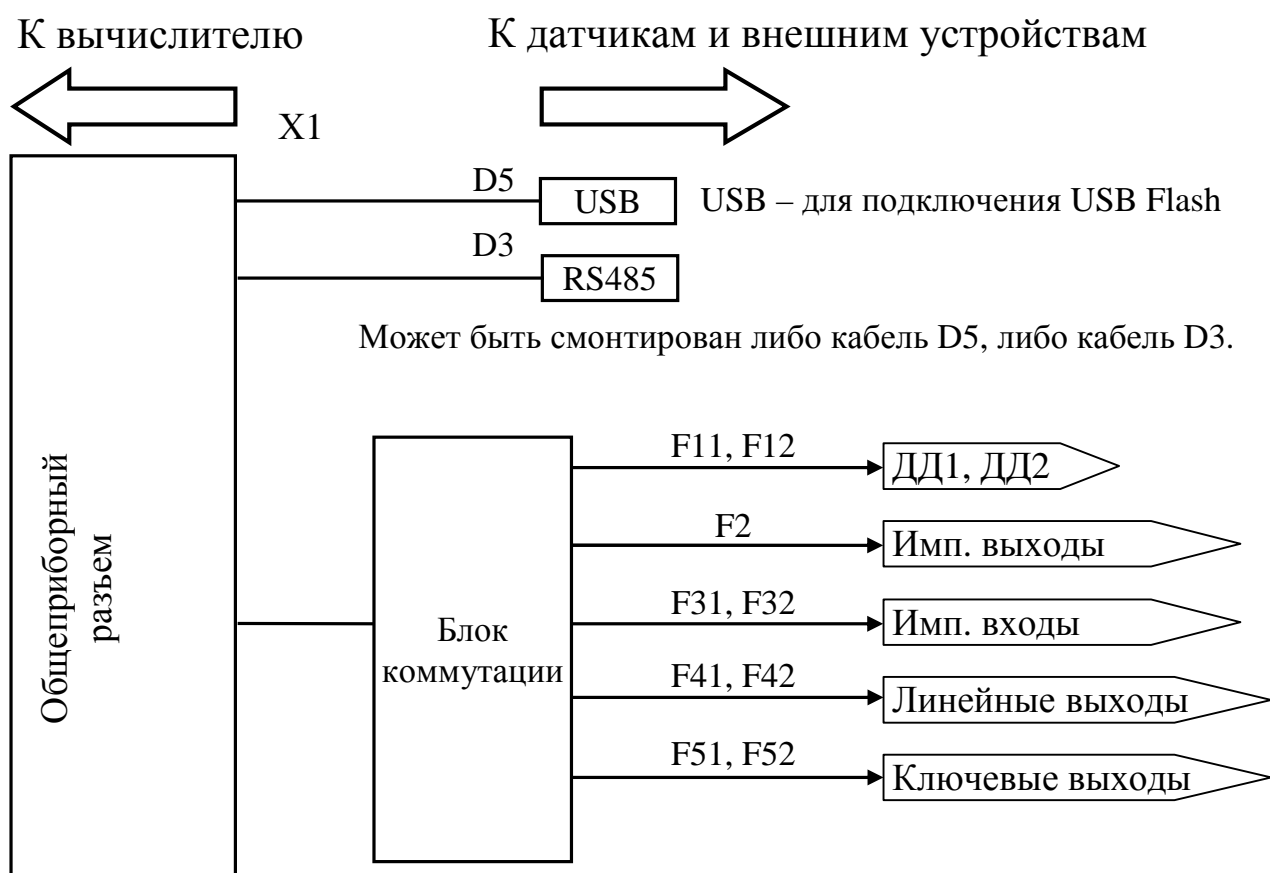 К вычислителю
К датчикам и внешним устройствам
X1
D5
USB
USB – для подключения USB Flash
D3
RS485
Может быть смонтирован либо кабель D5, либо кабель D3.
Общеприборный
разъем
Блок
коммутации
F11, F12
ДД1, ДД2
F2
Имп. выходы
F31, F32
Имп. входы
F41, F42
Линейные выходы
F51, F52
Ключевые выходы